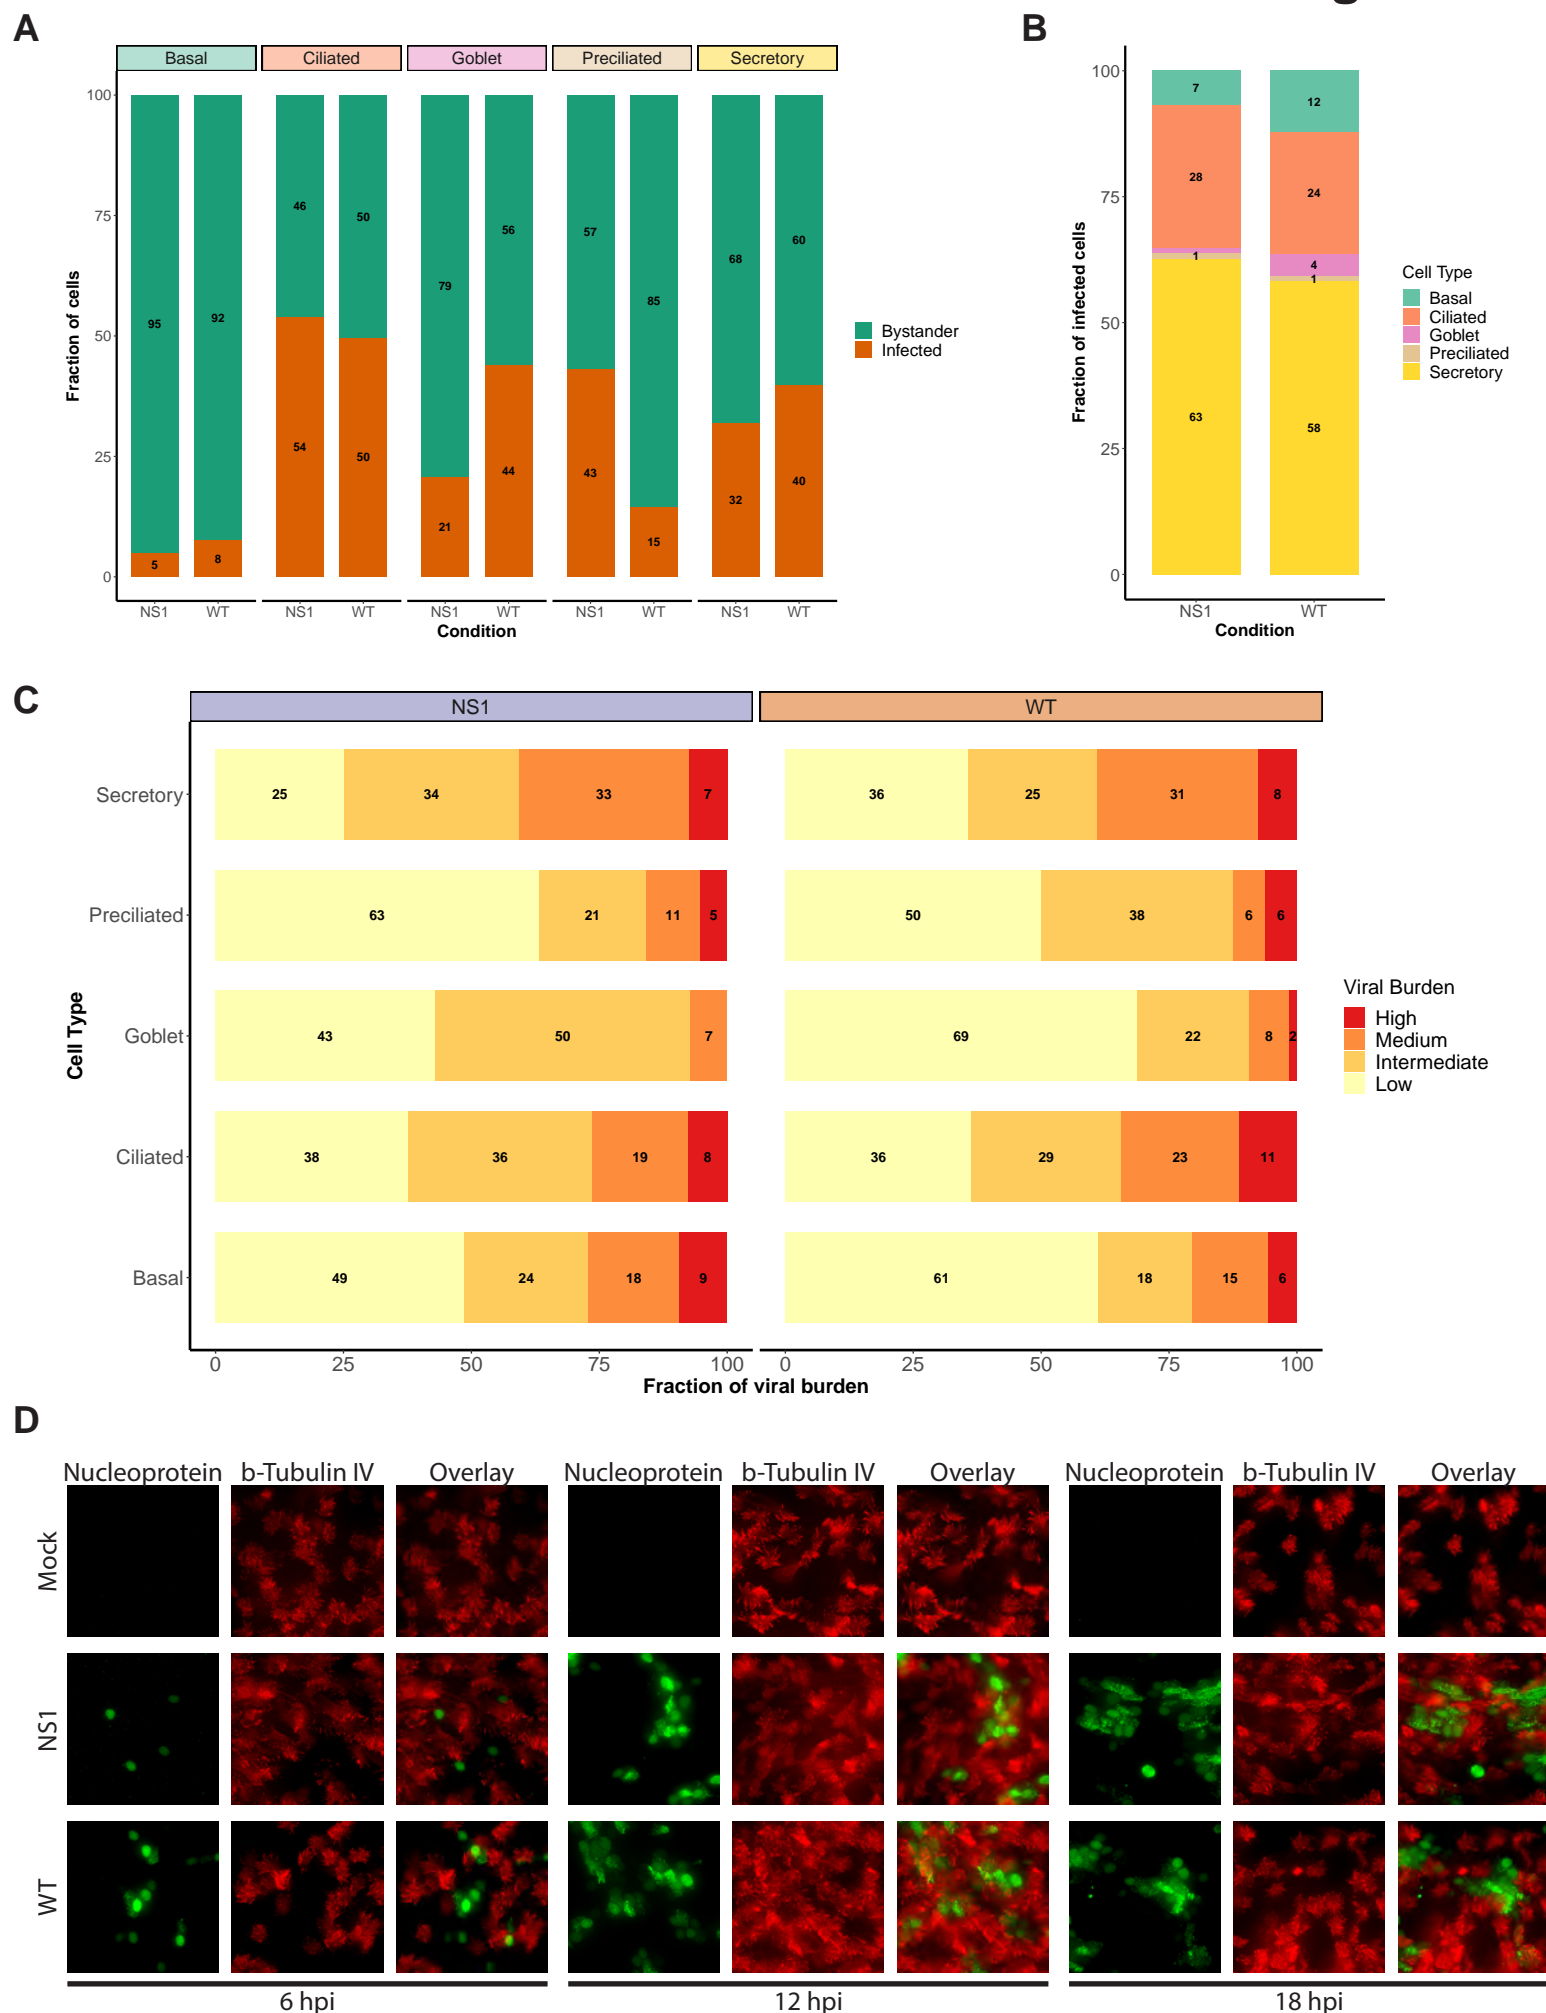 g
A
Basal Ciliated Goblet Preciliated Secretory
100
75
50
25
0
Fraction of cells
95 92 46 50 79 56 57 85 68 60
5 8 54 50 21 44 43 15 32 40
NS1 WT NS1 WT NS1 WT NS1 WT NS1 WT
Condition
Bystander
Infected
B
100
75
50
25
0
Fraction of infected cells
7 12
28 24
4
1 1
63 58
NS1 WT
Condition
Cell Type
Basal
Ciliated
Goblet
Preciliated
Secretory
C
NS1 WT
Cell Type
Secretory 25 34 33 7 36 25 31 8
Preciliated 63 21 11 5 50 38 6 6
Goblet 43 50 7 69 22 8 2
Ciliated 38 36 19 8 36 29 23 11
Basal 49 24 18 9 61 18 15 6
0 25 50 75 100 0 25 50 75 100
Fraction of viral burden
Viral Burden
High
Medium
Intermediate
Low
D
Nucleoprotein b-Tubulin IV Overlay Nucleoprotein b-Tubulin IV Overlay Nucleoprotein b-Tubulin IV Overlay
Mock
NS1
WT
6 hpi 12 hpi 18 hpi